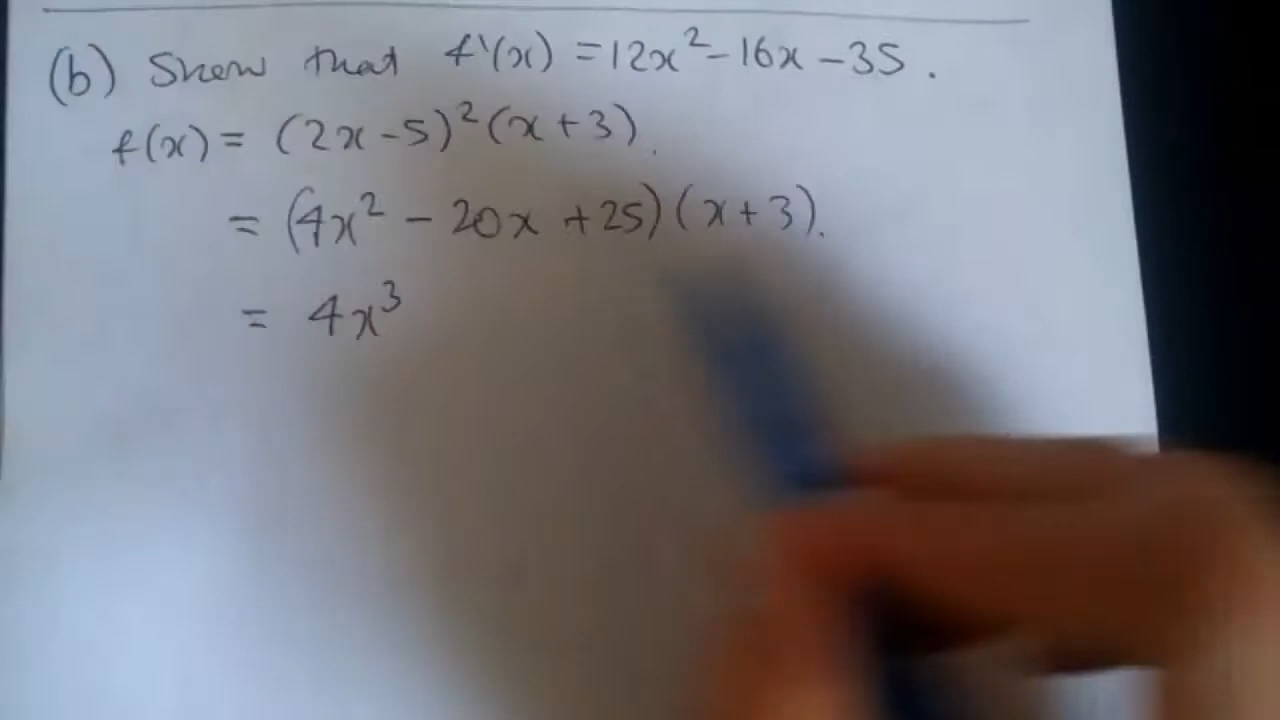 (b) Show that f'(x) = 12x² - 16x - 35.
f(x) = (2x - 5)²(x + 3).
= (4x² - 20x + 25)(x + 3).
= 4x³